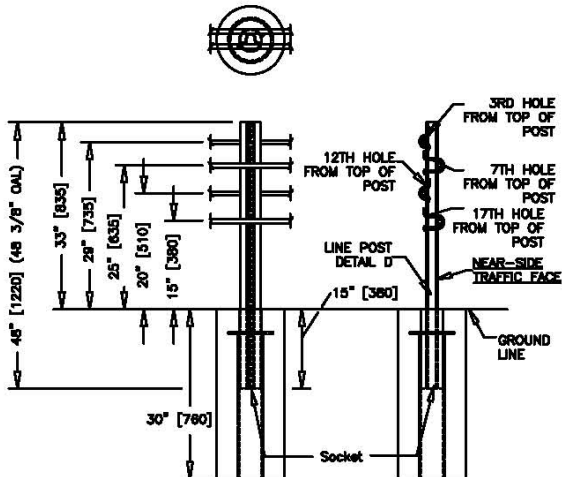 3RD HOLE
FROM TOP OF
POST
12TH HOLE
FROM TOP OF
POST
7TH HOLE
FROM TOP OF
POST
17TH HOLE
FROM TOP OF
POST
LINE POST
DETAIL D
NEAR-SIDE
TRAFFIC FACE
48" [1220] (48 3/8" OAL)
33" [835]
29" [735]
25" [635]
20" [510]
15" [380]
15" [380]
GROUND
LINE
30" [760]
Socket